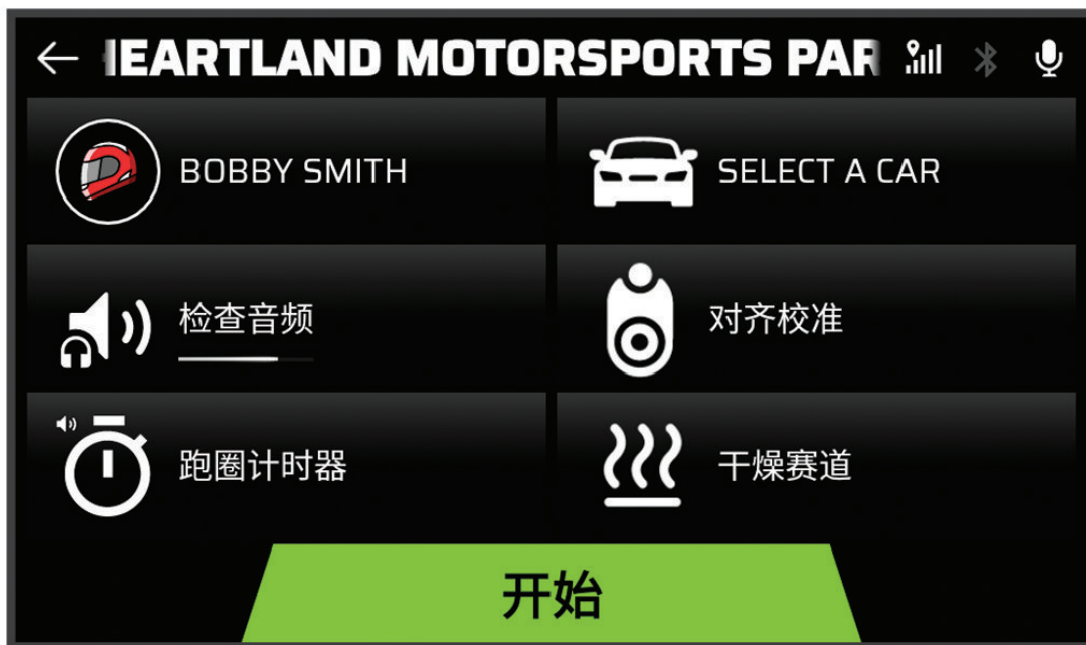 HEARTLAND MOTORSPORTS PAR
BOBBY SMITH
SELECT A CAR
检查音频
对齐校准
跑圈计时器
干燥赛道
开始